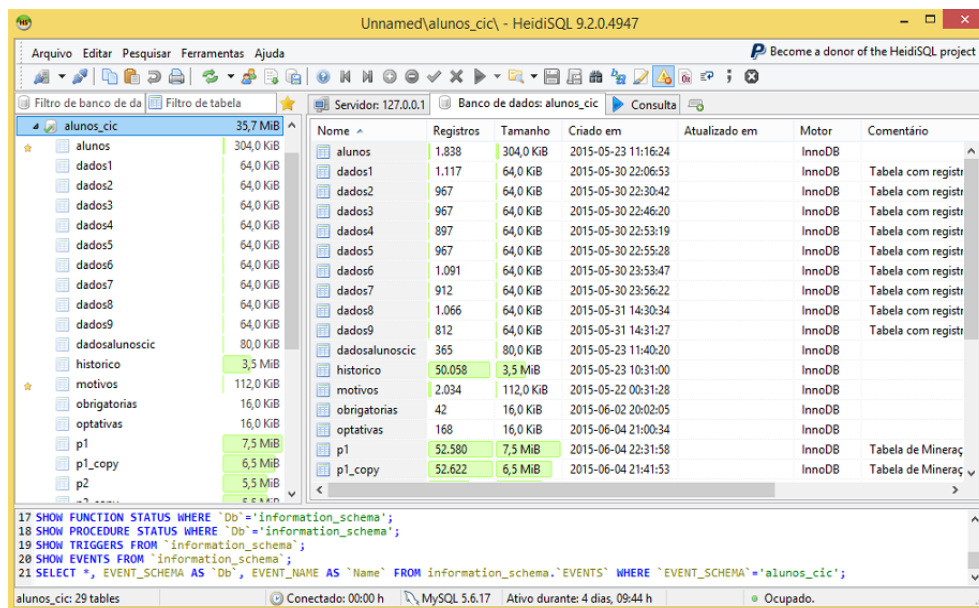 Unnamed\alunos_cic\ - HeidiSQL 9.2.0.4947
Arquivo Editar Pesquisar Ferramentas Ajuda Become a donor of the HeidiSQL project
Filtro de banco de da Filtro de tabela Servidor: 127.0.0.1 Banco de dados: alunos_cic Consulta
alunos_cic 35,7 MiB
alunos 304,0 KiB
dados1 64,0 KiB
dados2 64,0 KiB
dados3 64,0 KiB
dados4 64,0 KiB
dados5 64,0 KiB
dados6 64,0 KiB
dados7 64,0 KiB
dados8 64,0 KiB
dados9 64,0 KiB
dadosalunoscic 80,0 KiB
historico 3,5 MiB
motivos 112,0 KiB
obrigatorias 16,0 KiB
optativas 16,0 KiB
p1 7,5 MiB
p1_copy 6,5 MiB
p2 5,5 MiB
Nome Registros Tamanho Criado em Atualizado em Motor Comentário
alunos 1.838 304,0 KiB 2015-05-23 11:16:24 InnoDB
dados1 1.117 64,0 KiB 2015-05-30 22:06:53 InnoDB Tabela com registr
dados2 967 64,0 KiB 2015-05-30 22:30:42 InnoDB Tabela com registr
dados3 967 64,0 KiB 2015-05-30 22:46:20 InnoDB Tabela com registr
dados4 897 64,0 KiB 2015-05-30 22:53:19 InnoDB Tabela com registr
dados5 967 64,0 KiB 2015-05-30 22:55:28 InnoDB Tabela com registr
dados6 1.091 64,0 KiB 2015-05-30 23:53:47 InnoDB Tabela com registr
dados7 912 64,0 KiB 2015-05-30 23:56:22 InnoDB Tabela com registr
dados8 1.066 64,0 KiB 2015-05-31 14:30:34 InnoDB Tabela com registr
dados9 812 64,0 KiB 2015-05-31 14:31:27 InnoDB Tabela com registr
dadosalunoscic 365 80,0 KiB 2015-05-23 11:40:20 InnoDB
historico 50.058 3,5 MiB 2015-05-23 10:31:00 InnoDB
motivos 2.034 112,0 KiB 2015-05-22 00:31:28 InnoDB
obrigatorias 42 16,0 KiB 2015-06-02 20:02:05 InnoDB
optativas 168 16,0 KiB 2015-06-04 21:00:34 InnoDB
p1 52.580 7,5 MiB 2015-06-04 22:31:58 InnoDB Tabela de Mineraç
p1_copy 52.622 6,5 MiB 2015-06-04 21:41:53 InnoDB Tabela de Mineraç
17 SHOW FUNCTION STATUS WHERE `Db`='information_schema';
18 SHOW PROCEDURE STATUS WHERE `Db`='information_schema';
19 SHOW TRIGGERS FROM `information_schema`;
20 SHOW EVENTS FROM `information_schema`;
21 SELECT *, EVENT_SCHEMA AS `Db`, EVENT_NAME AS `Name` FROM information_schema.`EVENTS` WHERE `EVENT_SCHEMA`='alunos_cic';
alunos_cic: 29 tables Conectado: 00:00 h MySQL 5.6.17 Ativo durante: 4 dias, 09:44 h Ocupado.